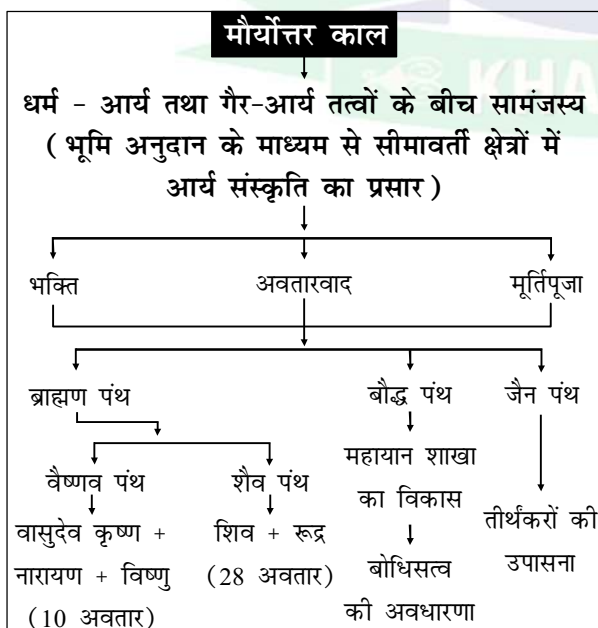 मौर्योत्तर काल
KHA
धर्म - आर्य तथा गैर-आर्य तत्वों के बीच सामंजस्य
(भूमि अनुदान के माध्यम से सीमावर्ती क्षेत्रों में
आर्य संस्कृति का प्रसार)
भक्ति अवतारवाद मूर्तिपूजा
ब्राह्मण पंथ बौद्ध पंथ जैन पंथ
वैष्णव पंथ शैव पंथ
वासुदेव कृष्ण +
नारायण + विष्णु
(10 अवतार)
शिव + रूद्र
(28 अवतार)
महायान शाखा
का विकास
बोधिसत्व
की अवधारणा
तीर्थंकरों की
उपासना